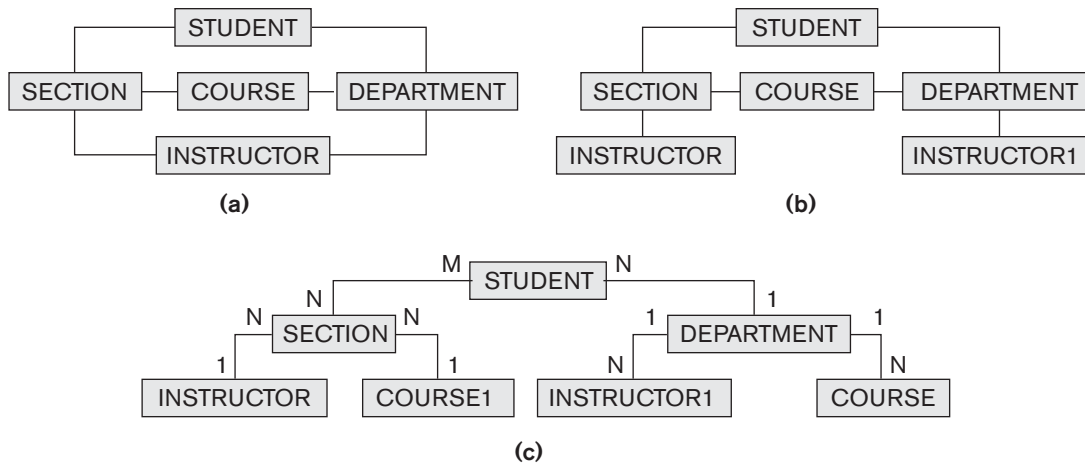 STUDENT
SECTION COURSE DEPARTMENT
INSTRUCTOR
(a)
STUDENT
SECTION COURSE DEPARTMENT
INSTRUCTOR INSTRUCTOR1
(b)
M STUDENT N
N 1
N SECTION N 1 DEPARTMENT 1
1 1 N N
INSTRUCTOR COURSE1 INSTRUCTOR1 COURSE
(c)